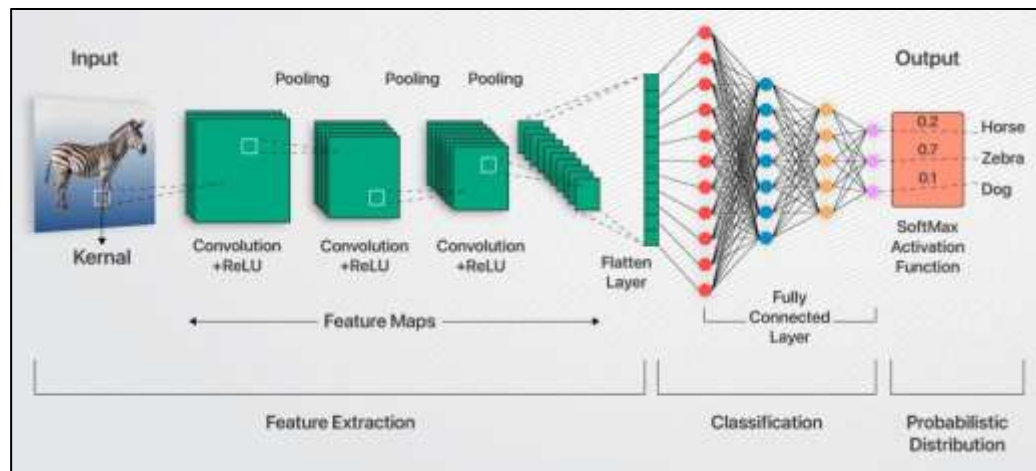 Input
Pooling
Pooling
Pooling
Output
0.2
Horse
0.7
Zebra
0.1
Dog
Kernal
Convolution
+ReLU
Convolution
+ReLU
Convolution
+ReLU
Flatten
Layer
SoftMax
Activation
Function
Feature Maps
Fully
Connected
Layer
Feature Extraction
Classification
Probabilistic
Distribution